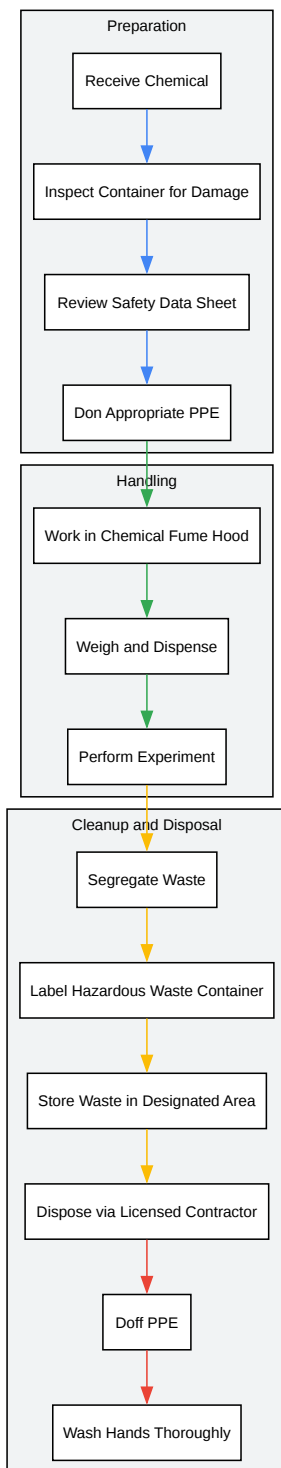 Preparation
Receive Chemical
Inspect Container for Damage
Review Safety Data Sheet
Don Appropriate PPE
Handling
Work in Chemical Fume Hood
Weigh and Dispense
Perform Experiment
Cleanup and Disposal
Segregate Waste
Label Hazardous Waste Container
Store Waste in Designated Area
Dispose via Licensed Contractor
Doff PPE
Wash Hands Thoroughly